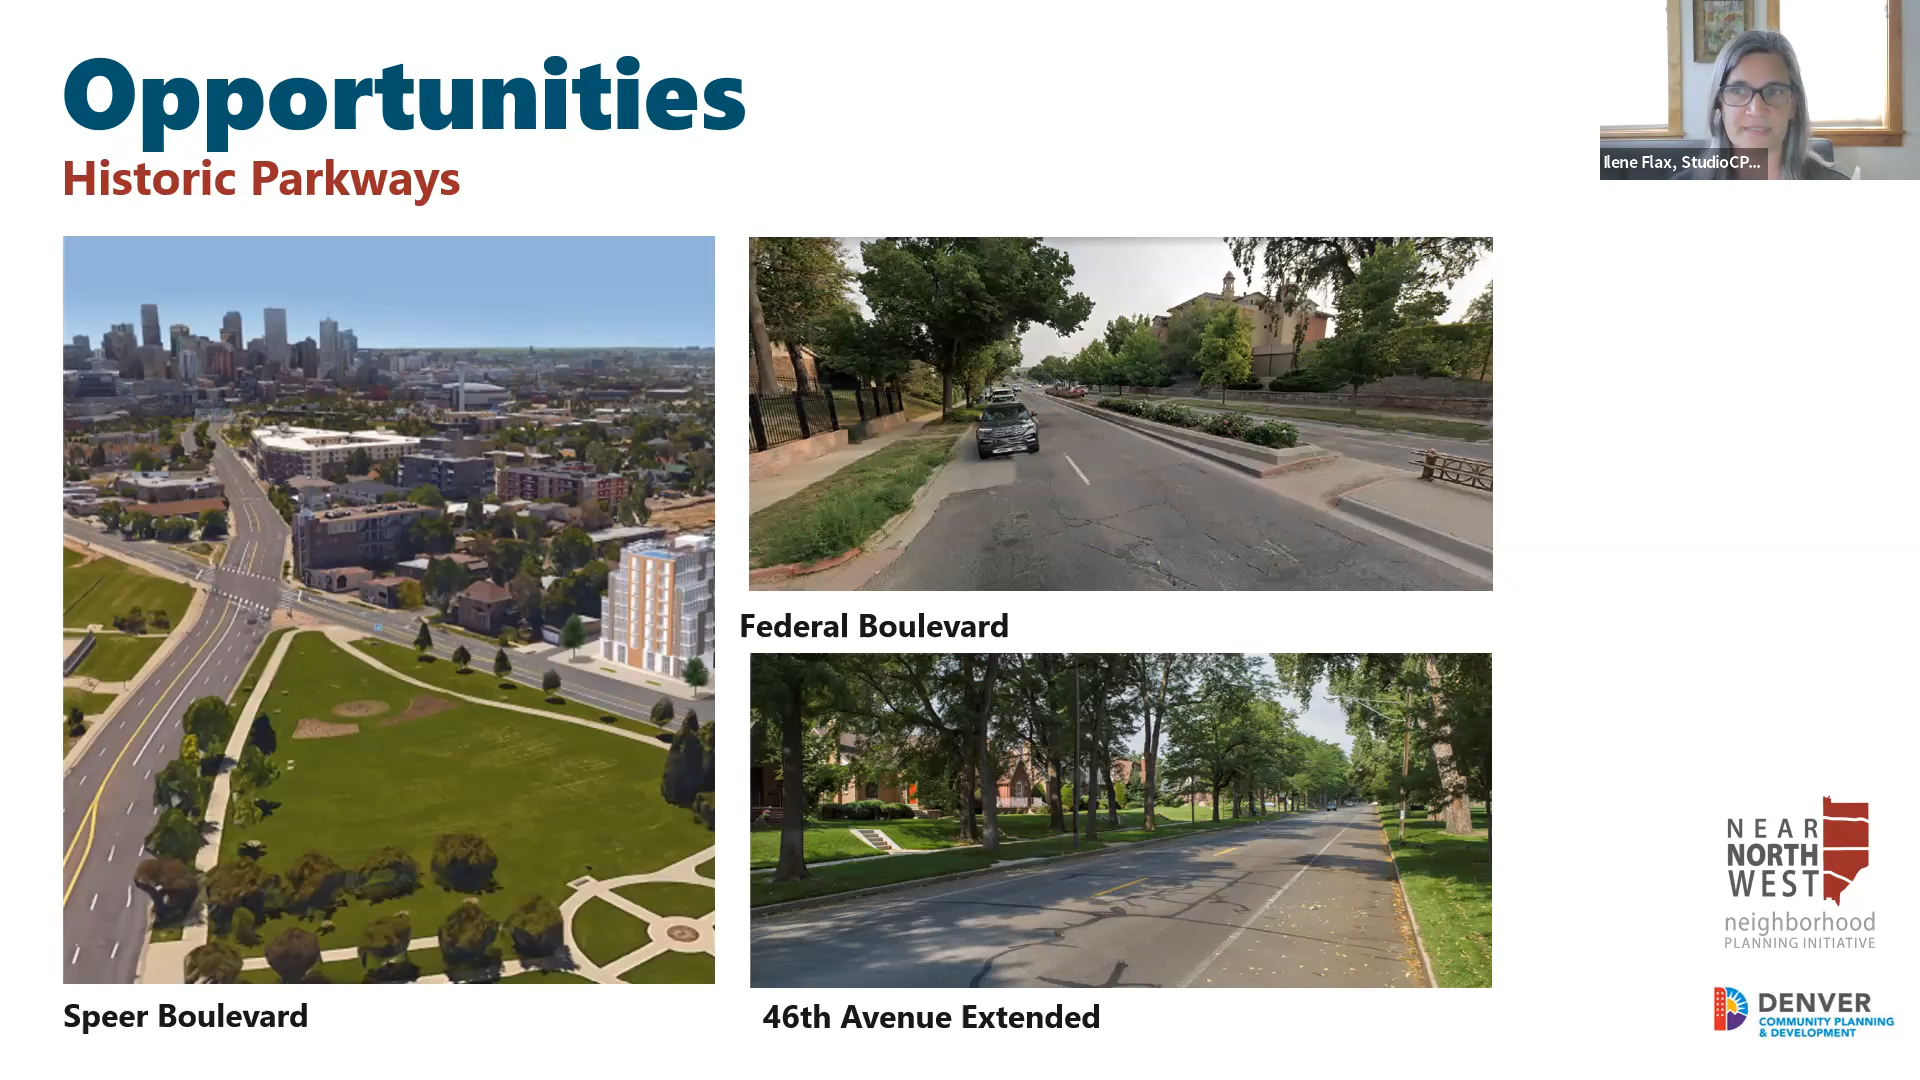 Opportunities
Historic Parkways
Ilene Flax, StudioCP...
Federal Boulevard
Speer Boulevard
46th Avenue Extended
NEAR
NORTH
WEST
neighborhood
PLANNING INITIATIVE
DENVER
COMMUNITY PLANNING
& DEVELOPMENT